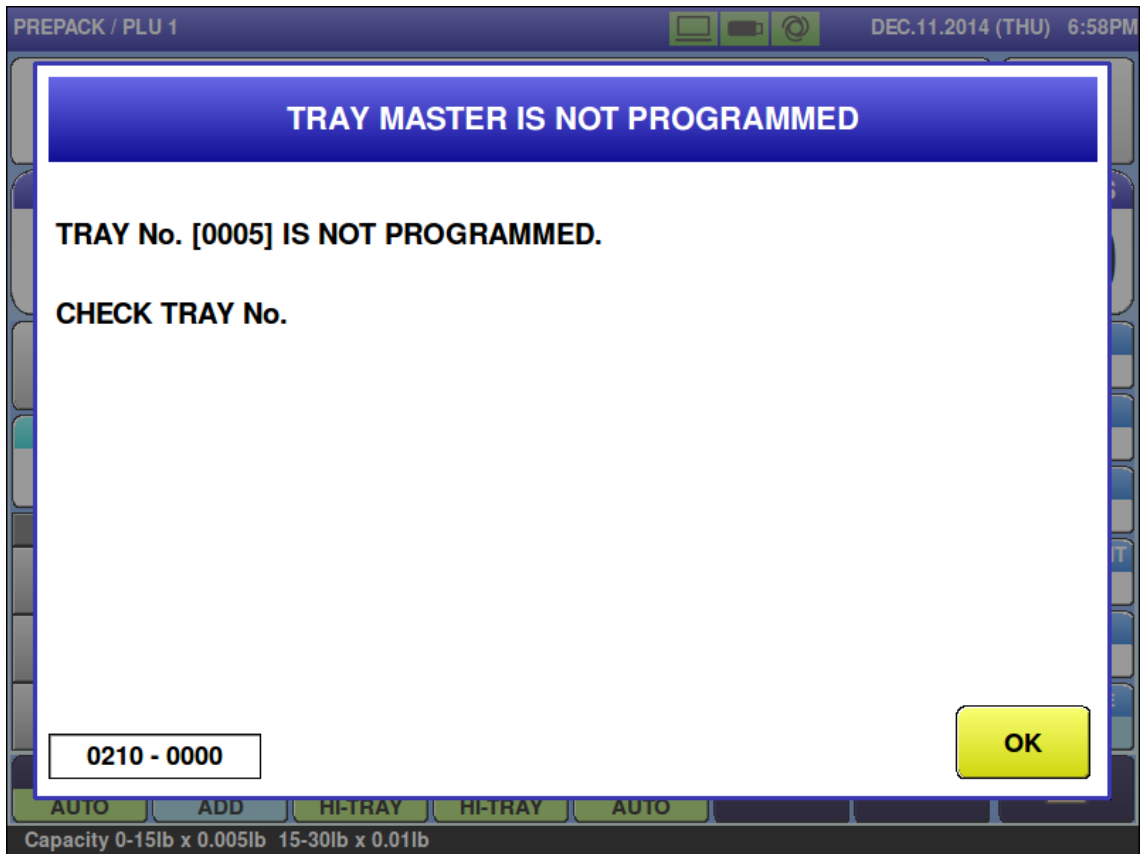 PREPACK / PLU 1
DEC.11.2014 (THU) 6:58PM
TRAY MASTER IS NOT PROGRAMMED
TRAY No. [0005] IS NOT PROGRAMMED.
CHECK TRAY No.
0210 - 0000
OK
AUTO ADD HI-TRAY HI-TRAY AUTO
Capacity 0-15lb x 0.005lb 15-30lb x 0.01lb